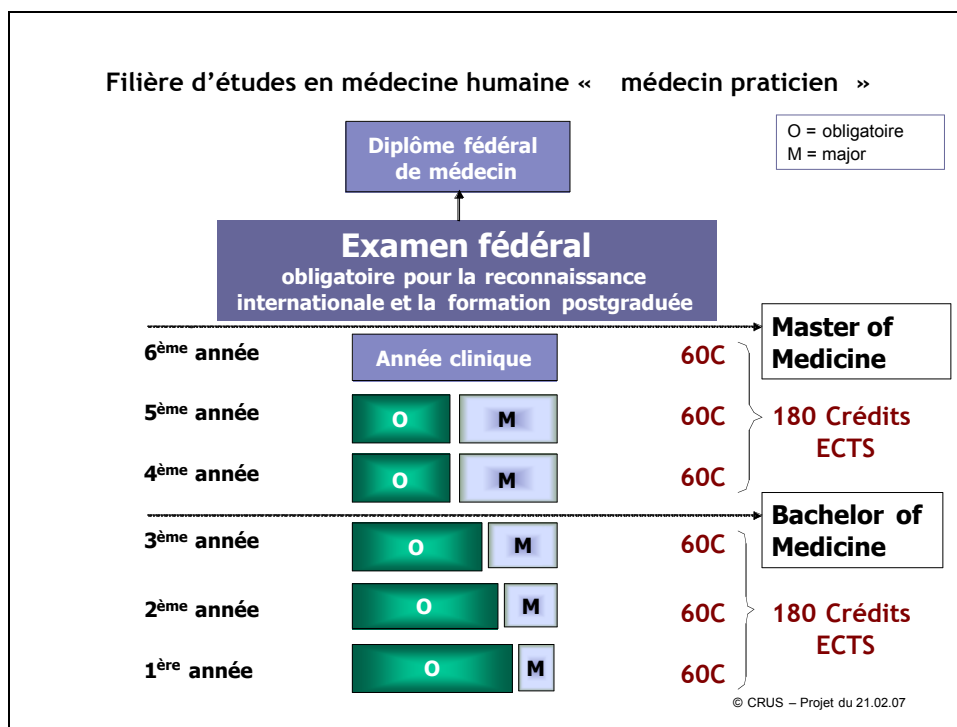 Filière d’études en médecine humaine « médecin praticien »
O = obligatoire
M = major
Diplôme fédéral
de médecin
Examen fédéral
obligatoire pour la reconnaissance
internationale et la formation postgraduée
Master of
Medicine
6ème année
Année clinique
60C
5ème année
O
M
60C
180 Crédits
ECTS
4ème année
O
M
60C
Bachelor of
Medicine
3ème année
O
M
60C
2ème année
O
M
60C
180 Crédits
ECTS
1ère année
O
M
60C
© CRUS – Projet du 21.02.07